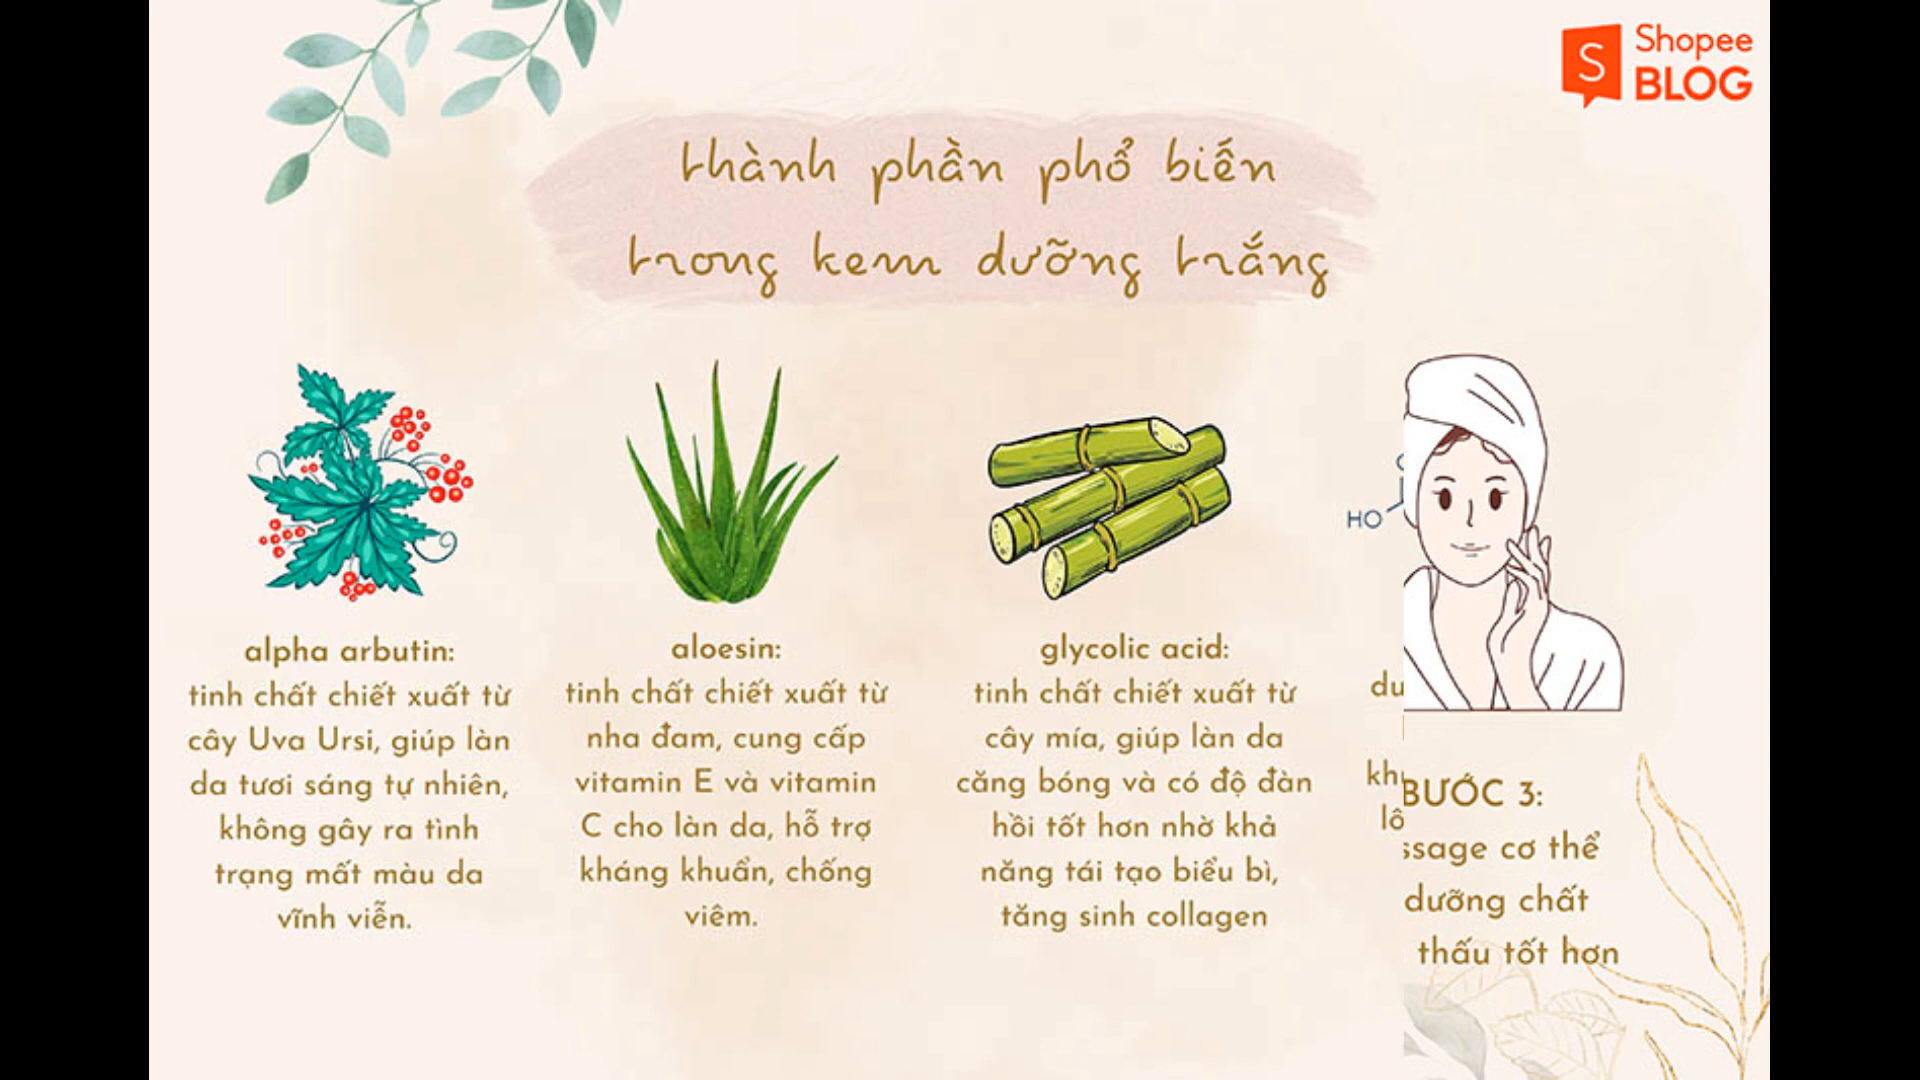 Shopee
BLOG
thành phần phổ biến
trong kem dưỡng trắng
alpha arbutin:
tinh chất chiết xuất từ
cây Uva Ursi, giúp làn
da tươi sáng tự nhiên,
không gây ra tình
trạng mất màu da
vĩnh viễn.
aloesin:
tinh chất chiết xuất từ
nha đam, cung cấp
vitamin E và vitamin
C cho làn da, hỗ trợ
kháng khuẩn, chống
viêm.
glycolic acid:
tinh chất chiết xuất từ
cây mía, giúp làn da
căng bóng và có độ đàn
hồi tốt hơn nhờ khả
năng tái tạo biểu bì,
tăng sinh collagen
HO
BƯỚC 3:
cơ thể
dưỡng chất
thấu tốt hơn